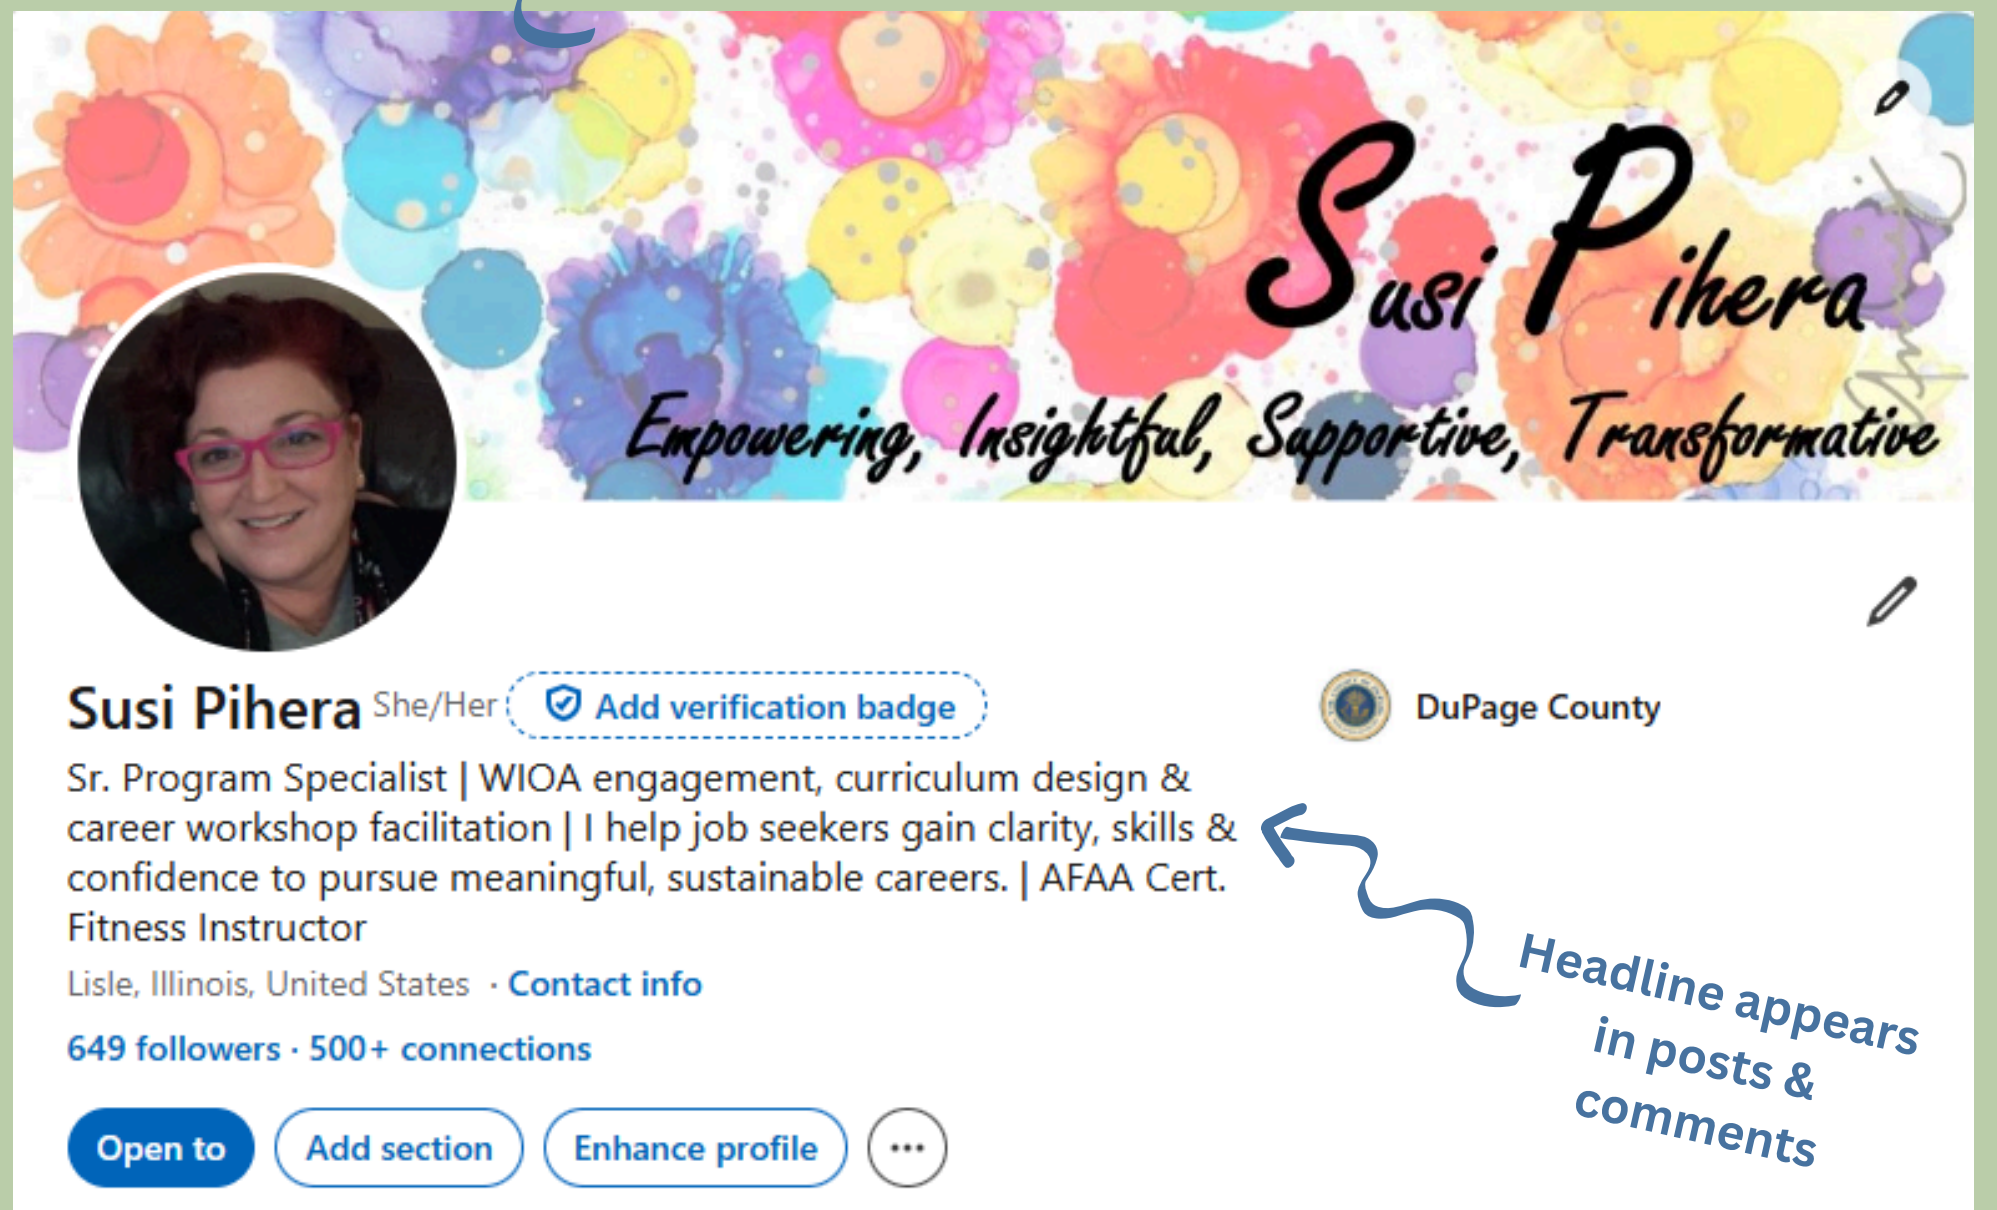 Susi Pihera
Empowering, Insightful, Supportive, Transformative
Susi Pihera She/Her Add verification badge
DuPage County
Sr. Program Specialist | WIOA engagement, curriculum design &
career workshop facilitation | I help job seekers gain clarity, skills &
confidence to pursue meaningful, sustainable careers. | AFAA Cert.
Fitness Instructor
Lisle, Illinois, United States · Contact info
649 followers · 500+ connections
Open to
Add section
Enhance profile
Headline appears
in posts &
comments